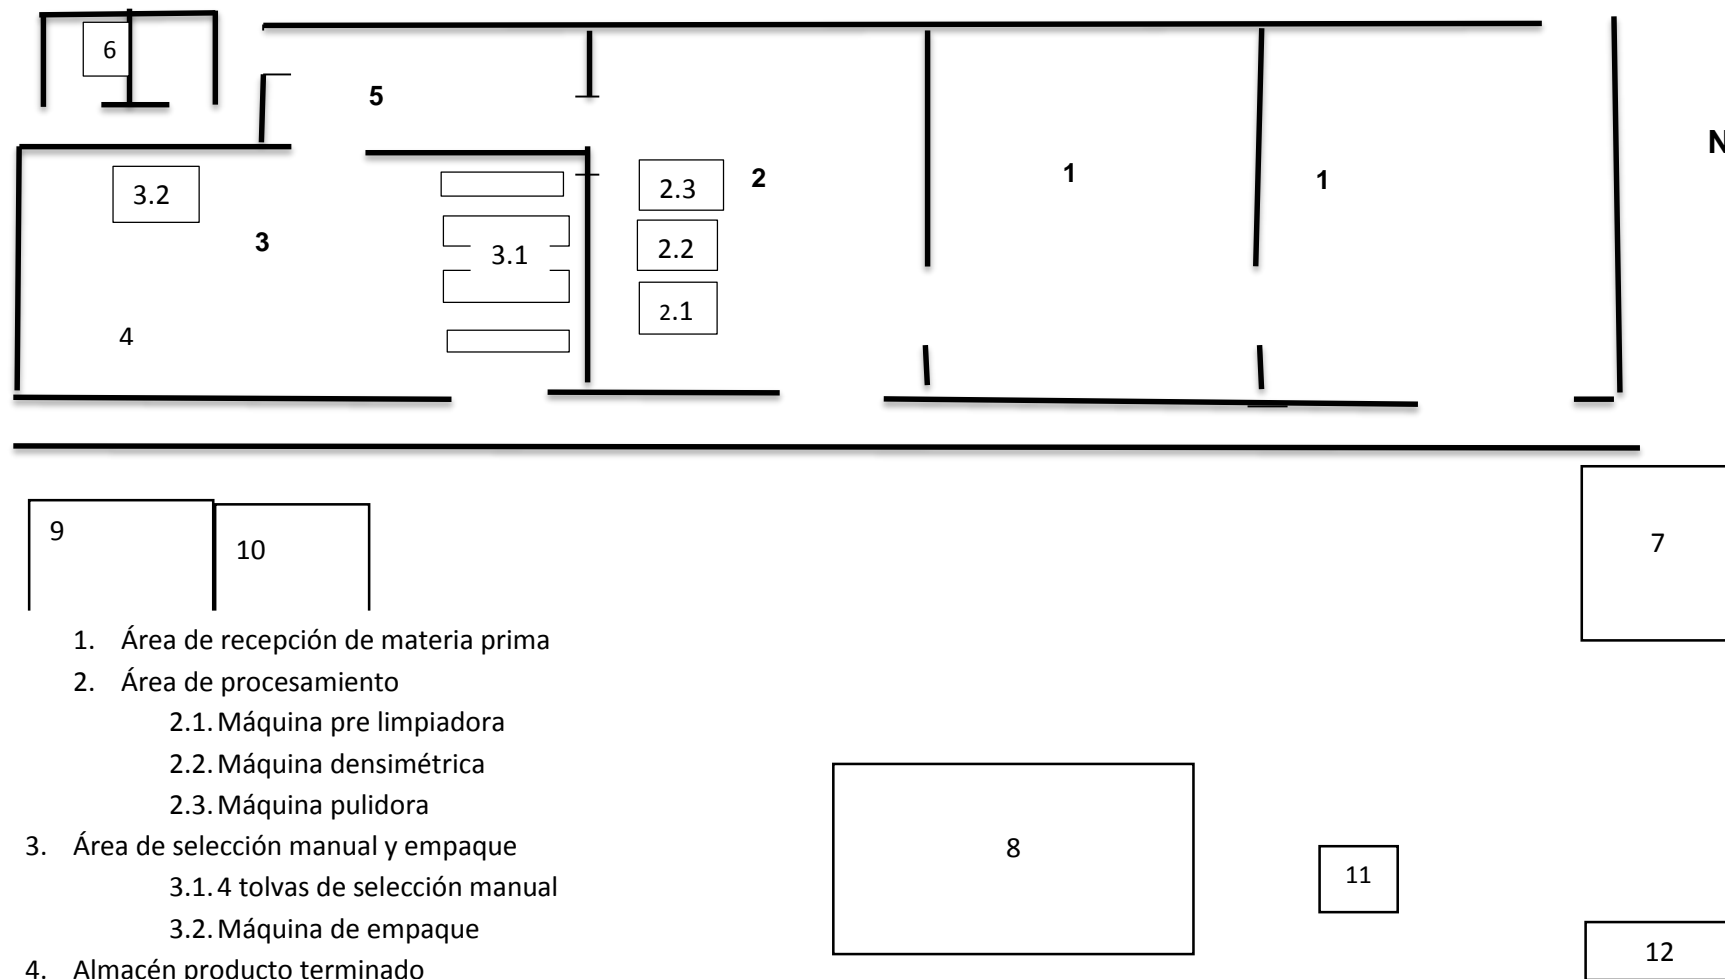 6
5
N
3.2
2.3
2
1
1
3
2.2
3.1
2.1
4
9
10
7
1. Área de recepción de materia prima
2. Área de procesamiento
2.1. Máquina pre limpiadora
2.2. Máquina densimétrica
2.3. Máquina pulidora
3. Área de selección manual y empaque
3.1. 4 tolvas de selección manual
3.2. Máquina de empaque
4. Almacén producto terminado
8
11
12